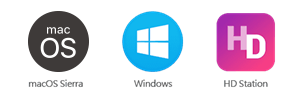 mac
OS
HD
macOS Sierra
Windows
HD Station